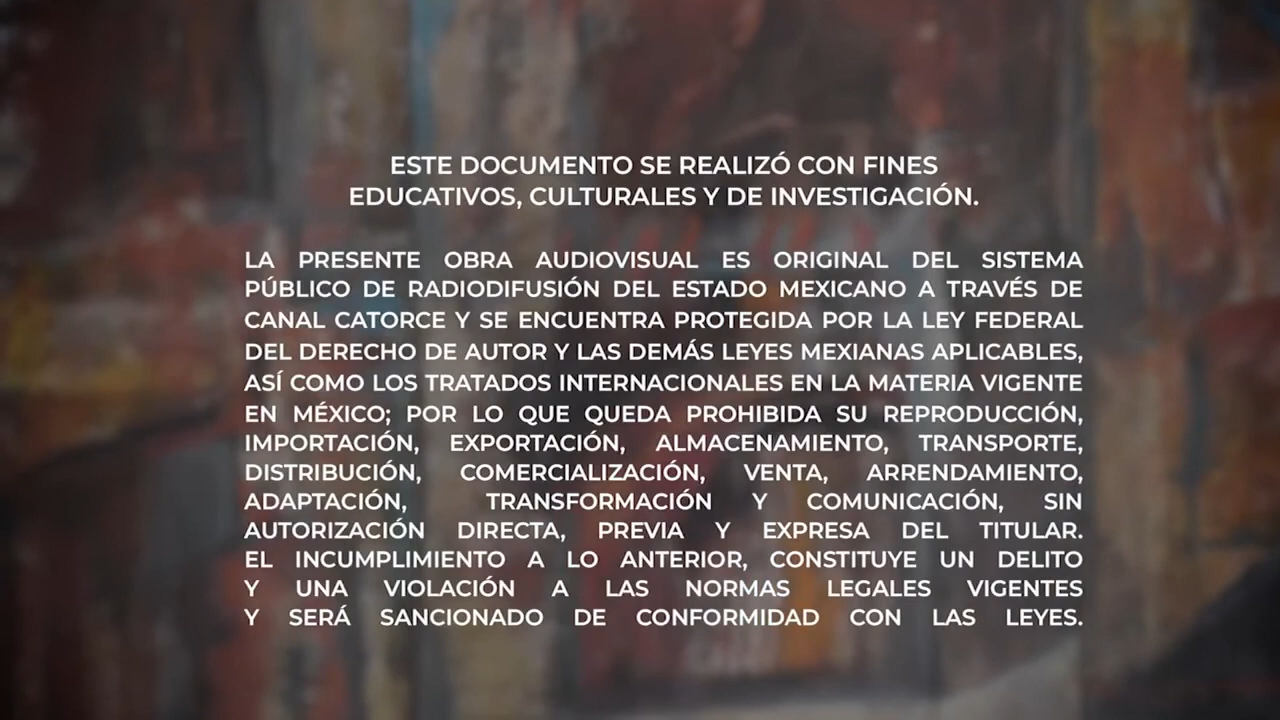 ESTE DOCUMENTO SE REALIZÓ CON FINES
EDUCATIVOS, CULTURALES Y DE INVESTIGACIÓN.
LA PRESENTE OBRA AUDIOVISUAL ES ORIGINAL DEL SISTEMA
PÚBLICO DE RADIODIFUSIÓN DEL ESTADO MEXICANO A TRAVÉS DE
CANAL CATORCE Y SE ENCUENTRA PROTEGIDA POR LA LEY FEDERAL
DEL DERECHO DE AUTOR Y LAS DEMÁS LEYES MEXIANAS APLICABLES,
ASÍ COMO LOS TRATADOS INTERNACIONALES EN LA MATERIA VIGENTE
EN MÉXICO; POR LO QUE QUEDA PROHIBIDA SU REPRODUCCIÓN,
IMPORTACIÓN, EXPORTACIÓN, ALMACENAMIENTO, TRANSPORTE,
DISTRIBUCIÓN, COMERCIALIZACIÓN, VENTA, ARRENDAMIENTO,
ADAPTACIÓN, TRANSFORMACIÓN Y COMUNICACIÓN, SIN
AUTORIZACIÓN DIRECTA, PREVIA Y EXPRESA DEL TITULAR.
EL INCUMPLIMIENTO A LO ANTERIOR, CONSTITUYE UN DELITO
Y UNA VIOLACIÓN A LAS NORMAS LEGALES VIGENTES
Y SERÁ SANCIONADO DE CONFORMIDAD CON LAS LEYES.